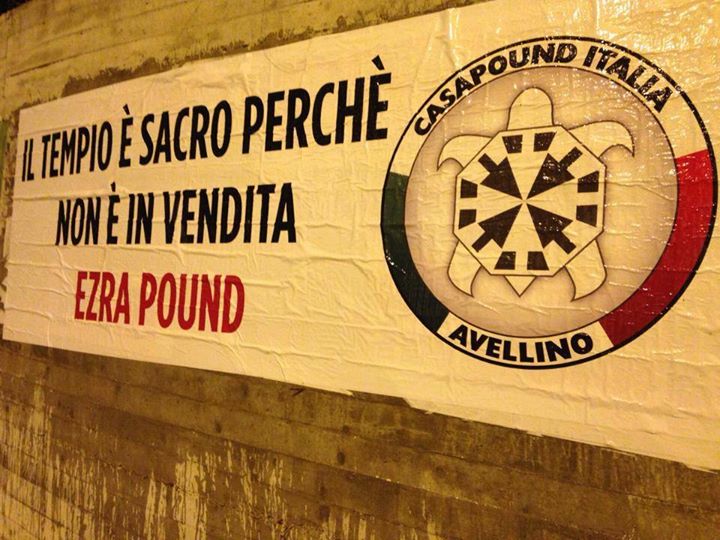 IL TEMPIO È SACRO PERCHÈ
NON È IN VENDITA
EZRA POUND
CASAPOUND ITALIA
AVELLINO